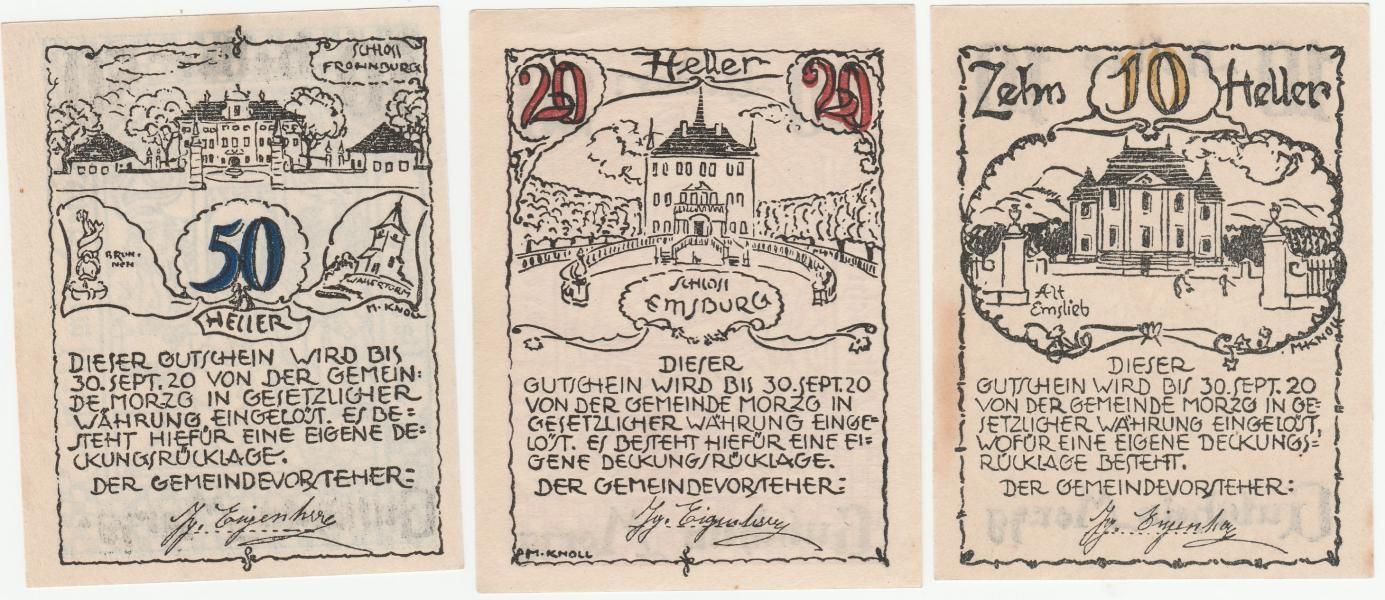 SCHLOSS
FROHNBURG
BRUN-
NEN
50
WALLERTURM
M. KNOLL
HELLER
DIESER GUTSCHEIN WIRD BIS
30. SEPT. 20 VON DER GEMEIN:
DE MORZG IN GESETZLICHER
WÄHRUNG EINGELÖST. ES BE:
STEHT HIEFÜR EINE EIGENE DE:
CKUNGSRÜCKLAGE.
DER GEMEINDEVORSTEHER:
20 Heller 20
SCHLOSS
EMSBURG
DIESER
GUTSCHEIN WIRD BIS 30. SEPT. 20
VON DER GEMEINDE MORZG IN
GESETZLICHER WÄHRUNG EINGE:
LÖST. ES BESTEHT HIEFÜR EINE EI:
GENE DECKUNGSRÜCKLAGE.
DER GEMEINDEVORSTEHER:
M. KNOLL
Zehn 10 Heller
Alt
Emslieb
M. KNOLL
DIESER
GUTSCHEIN WIRD BIS 30. SEPT. 20
VON DER GEMEINDE MORZG IN GE:
SETZLICHER WÄHRUNG EINGELÖST,
WOFÜR EINE EIGENE DECKUNGS:
RÜCKLAGE BESTEHT.
DER GEMEINDEVORSTEHER: